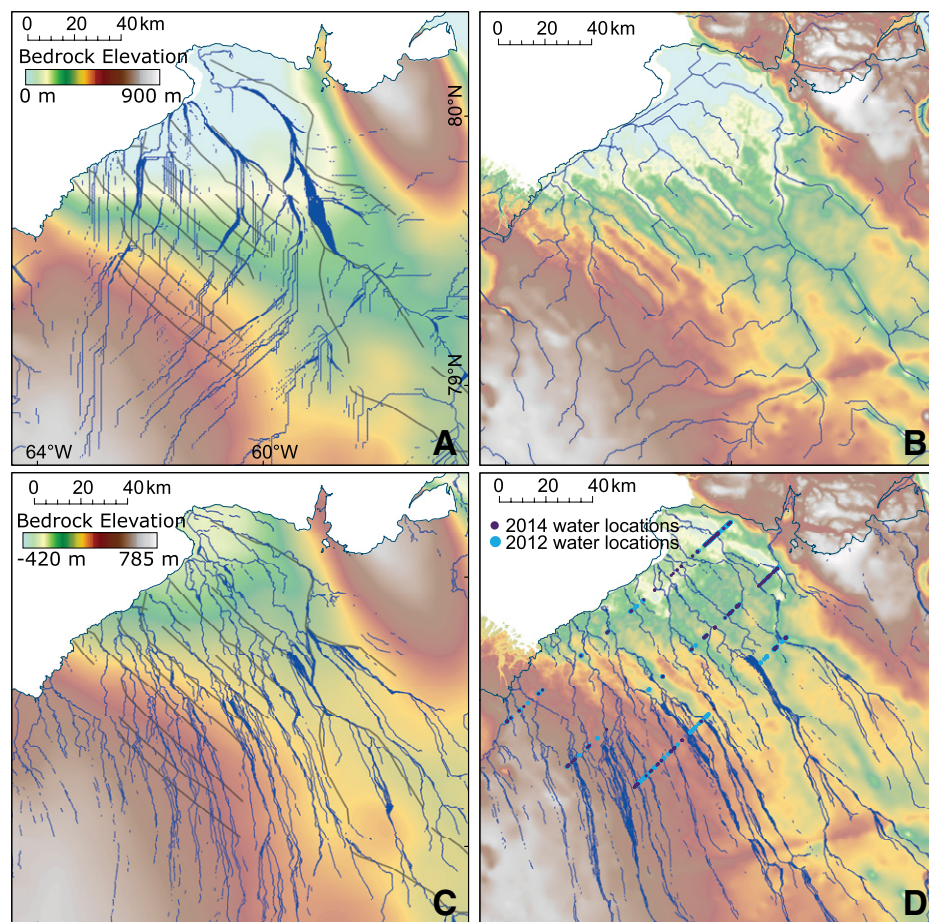 0 20 40 km
Bedrock Elevation
0 m 900 m
80°N
79°N
64°W 60°W
A
0 20 40 km
B
0 20 40 km
Bedrock Elevation
-420 m 785 m
C
0 20 40 km
2014 water locations
2012 water locations
D